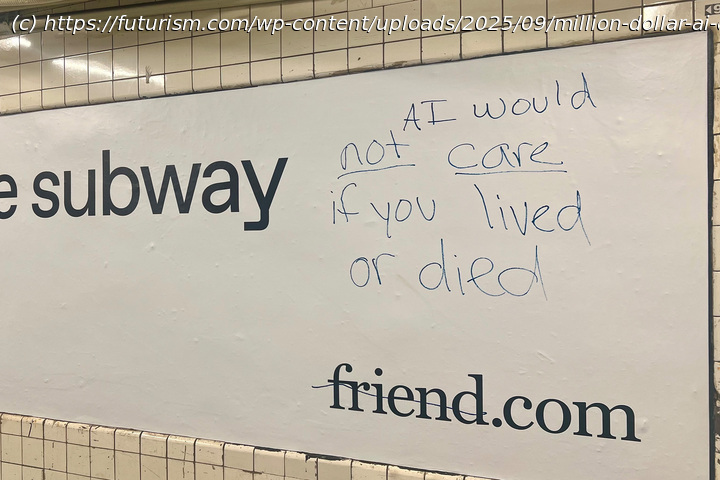 (c) https://futurism.com/wp-content/uploads/2025/09/million-dollar-ai-
e subway
AI would
not care
if you lived
or died
friend.com